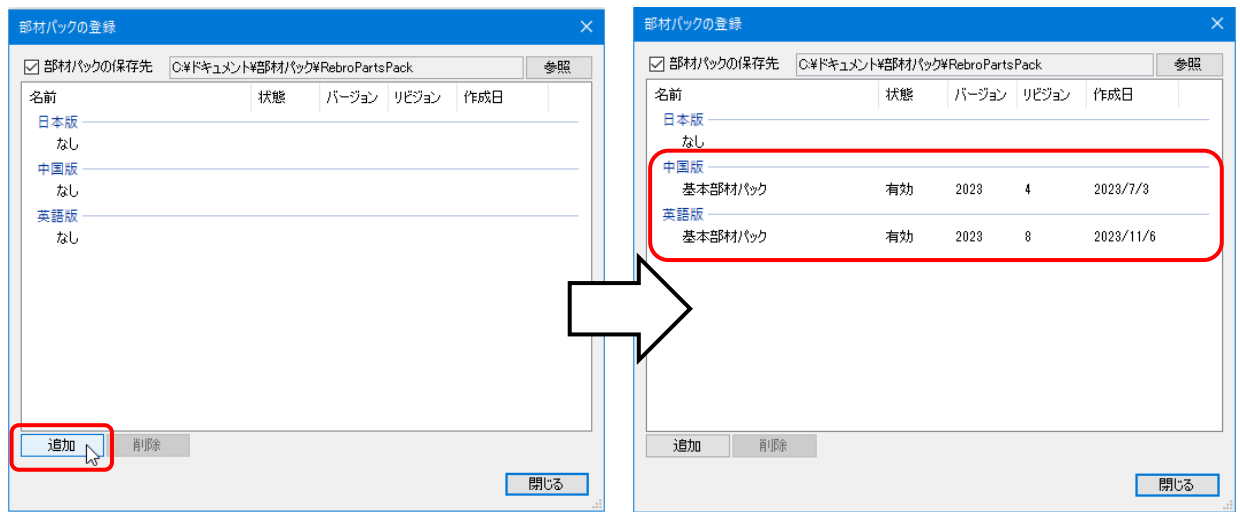 部材パックの登録
部材パックの保存先 C:¥ドキュメント¥部材パック¥RebroPartsPack 参照
名前 状態 バージョン リビジョン 作成日
日本版
なし
中国版
なし
英語版
なし
追加 削除
閉じる
部材パックの登録
部材パックの保存先 C:¥ドキュメント¥部材パック¥RebroPartsPack 参照
名前 状態 バージョン リビジョン 作成日
日本版
なし
中国版
基本部材パック 有効 2023 4 2023/7/3
英語版
基本部材パック 有効 2023 8 2023/11/6
追加 削除
閉じる